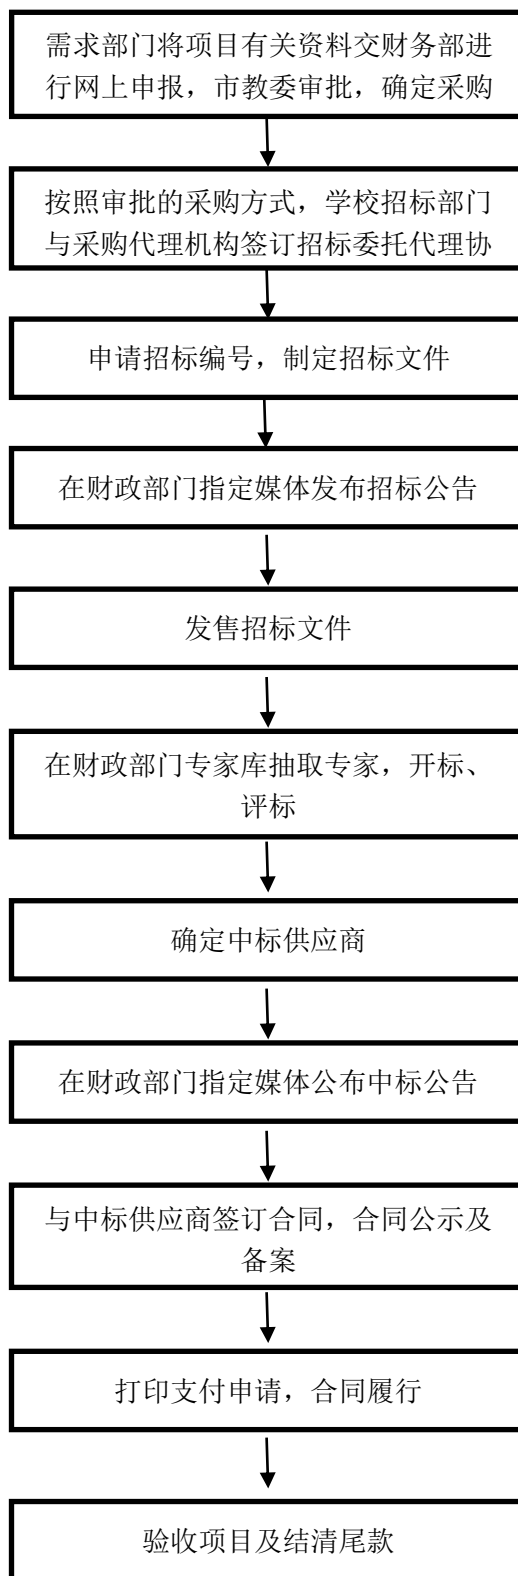 需求部门将项目有关资料交财务部进
行网上申报，市教委审批，确定采购
按照审批的采购方式，学校招标部门
与采购代理机构签订招标委托代理协
申请招标编号，制定招标文件
在财政部门指定媒体发布招标公告
发售招标文件
在财政部门专家库抽取专家，开标、
评标
确定中标供应商
在财政部门指定媒体公布中标公告
与中标供应商签订合同，合同公示及
备案
打印支付申请，合同履行
验收项目及结清尾款